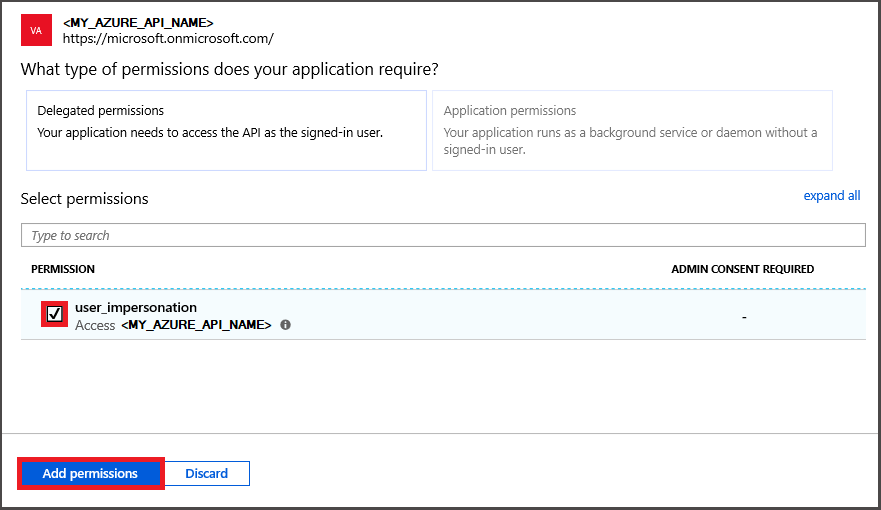 VA
<MY_AZURE_API_NAME>
https://microsoft.onmicrosoft.com/
What type of permissions does your application require?
Delegated permissions
Your application needs to access the API as the signed-in user.
Application permissions
Your application runs as a background service or daemon without a
signed-in user.
Select permissions
expand all
Type to search
PERMISSION
ADMIN CONSENT REQUIRED
user_impersonation
Access <MY_AZURE_API_NAME>
-
Add permissions
Discard